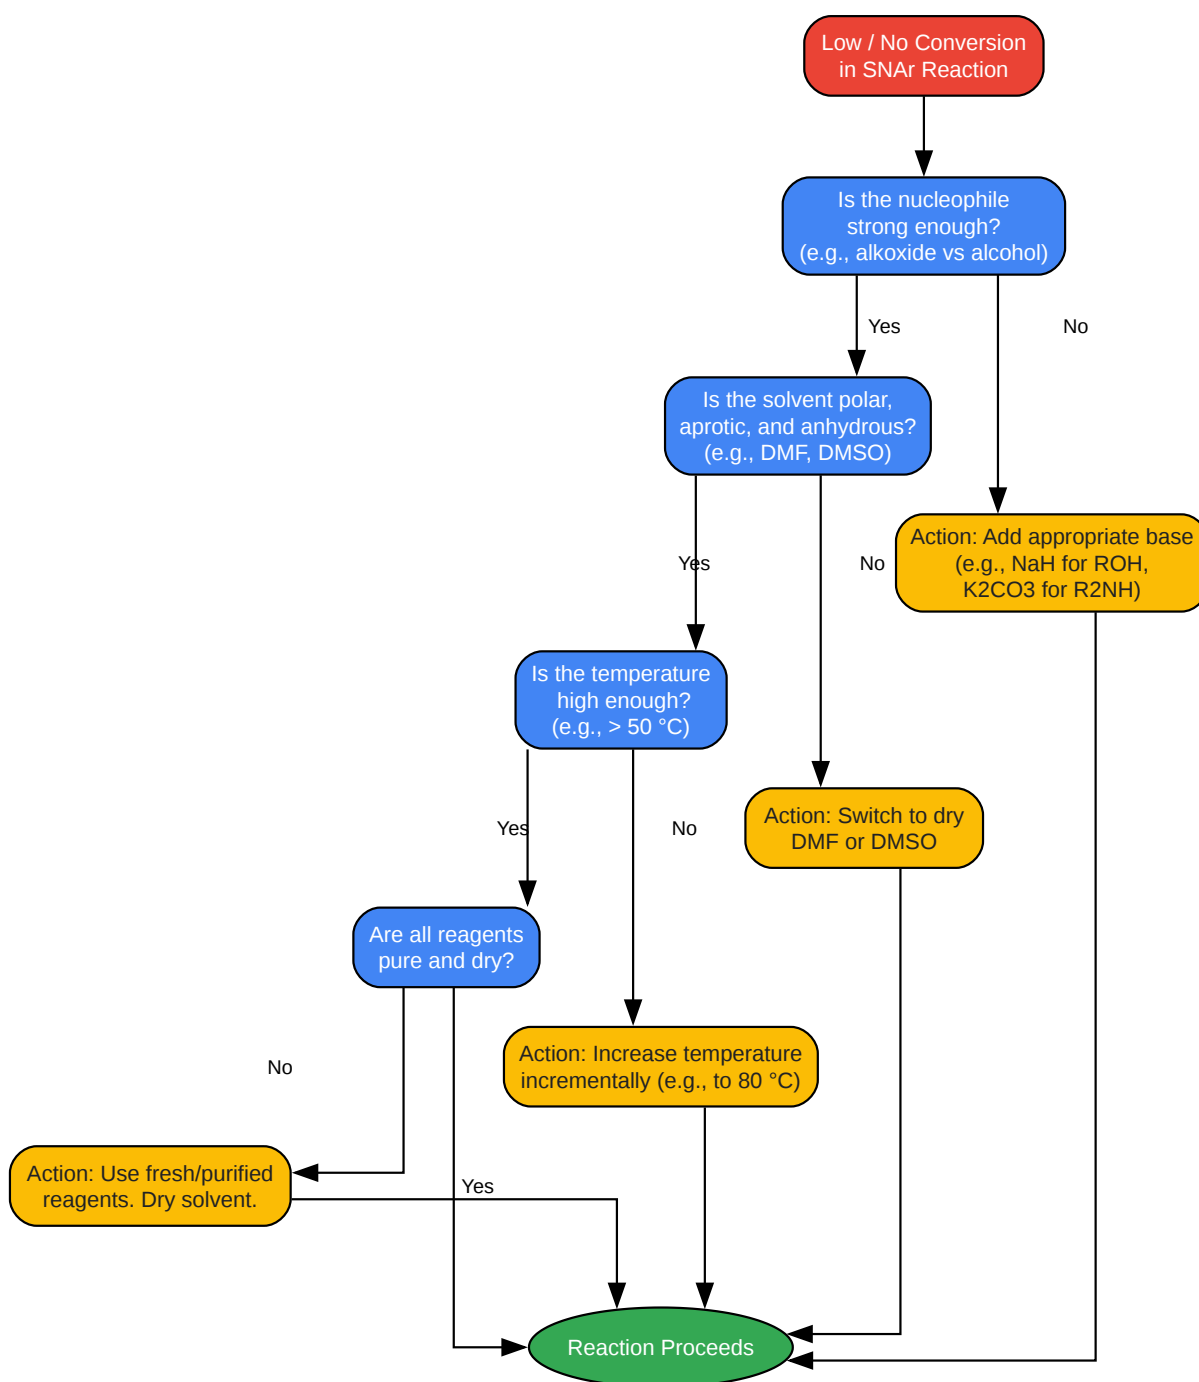 Low / No Conversion
in SNAr Reaction
Is the nucleophile
strong enough?
(e.g., alkoxide vs alcohol)
Yes
No
Is the solvent polar,
aprotic, and anhydrous?
(e.g., DMF, DMSO)
Yes
No
Action: Add appropriate base
(e.g., NaH for ROH,
K2CO3 for R2NH)
Is the temperature
high enough?
(e.g., > 50 °C)
Yes
No
Action: Switch to dry
DMF or DMSO
Are all reagents
pure and dry?
No
Action: Increase temperature
incrementally (e.g., to 80 °C)
Action: Use fresh/purified
reagents. Dry solvent.
Yes
Reaction Proceeds